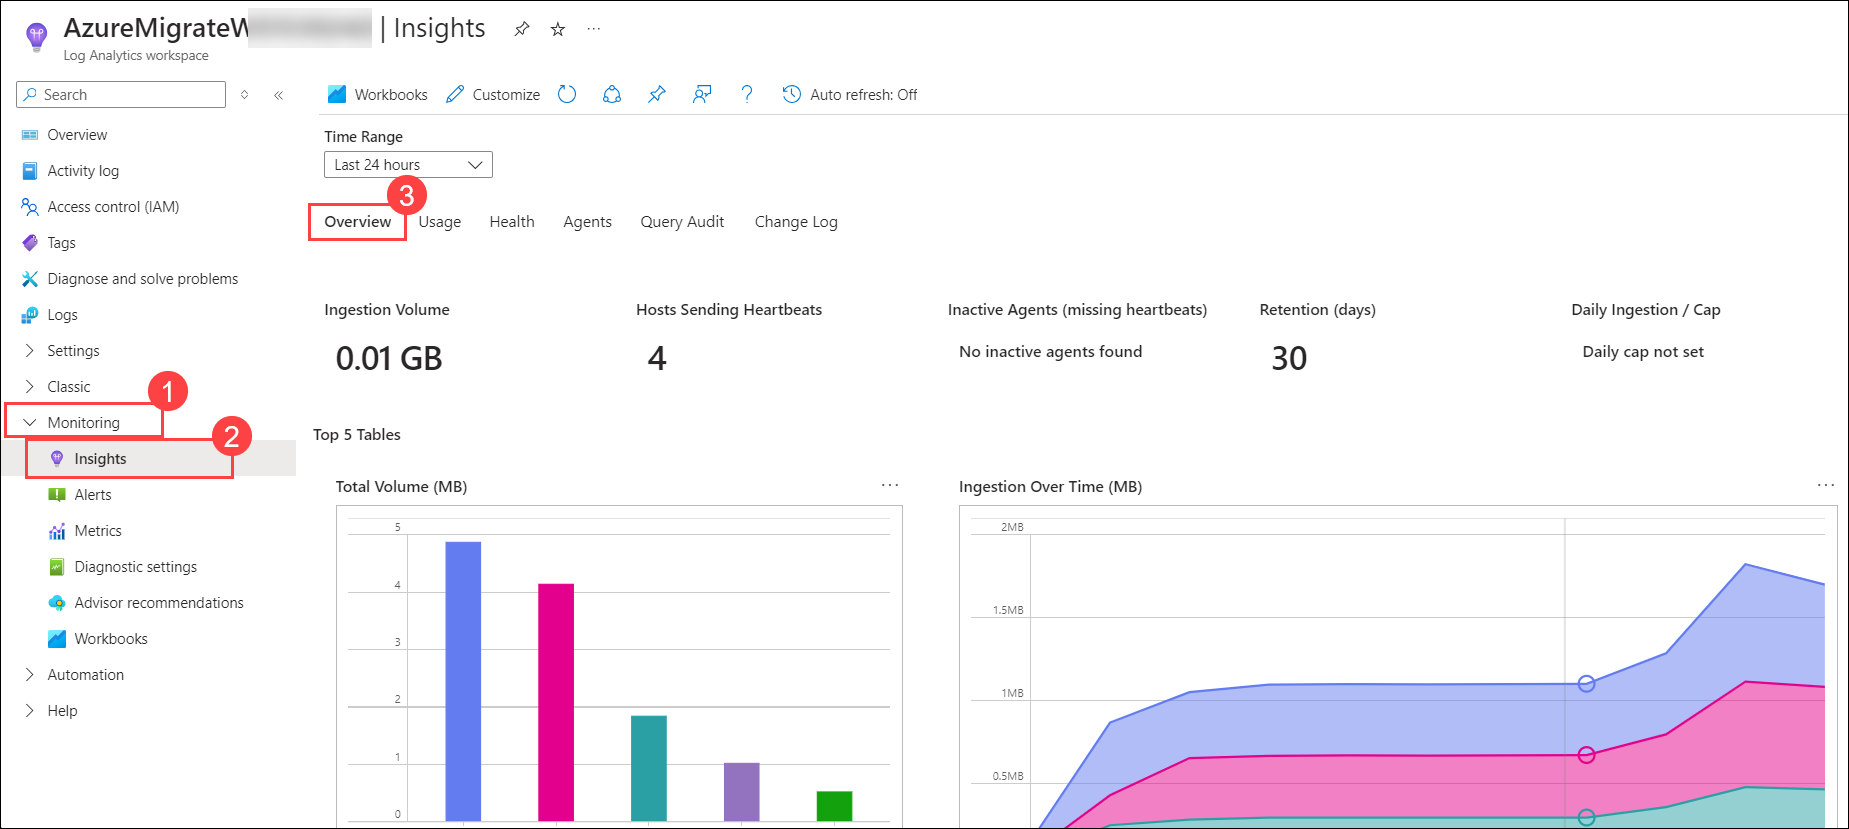 AzureMigrateW | Insights
Log Analytics workspace
Search
Overview
Activity log
Access control (IAM)
Tags
Diagnose and solve problems
Logs
Settings
Classic
1
Monitoring
2
Insights
Alerts
Metrics
Diagnostic settings
Advisor recommendations
Workbooks
Automation
Help
Workbooks Customize ? Auto refresh: Off
Time Range
Last 24 hours
3
Overview Usage Health Agents Query Audit Change Log
Ingestion Volume Hosts Sending Heartbeats Inactive Agents (missing heartbeats) Retention (days) Daily Ingestion / Cap
0.01 GB 4 No inactive agents found 30 Daily cap not set
Top 5 Tables
Total Volume (MB)
5
4
3
2
1
0
Ingestion Over Time (MB)
2MB
1.5MB
1MB
0.5MB